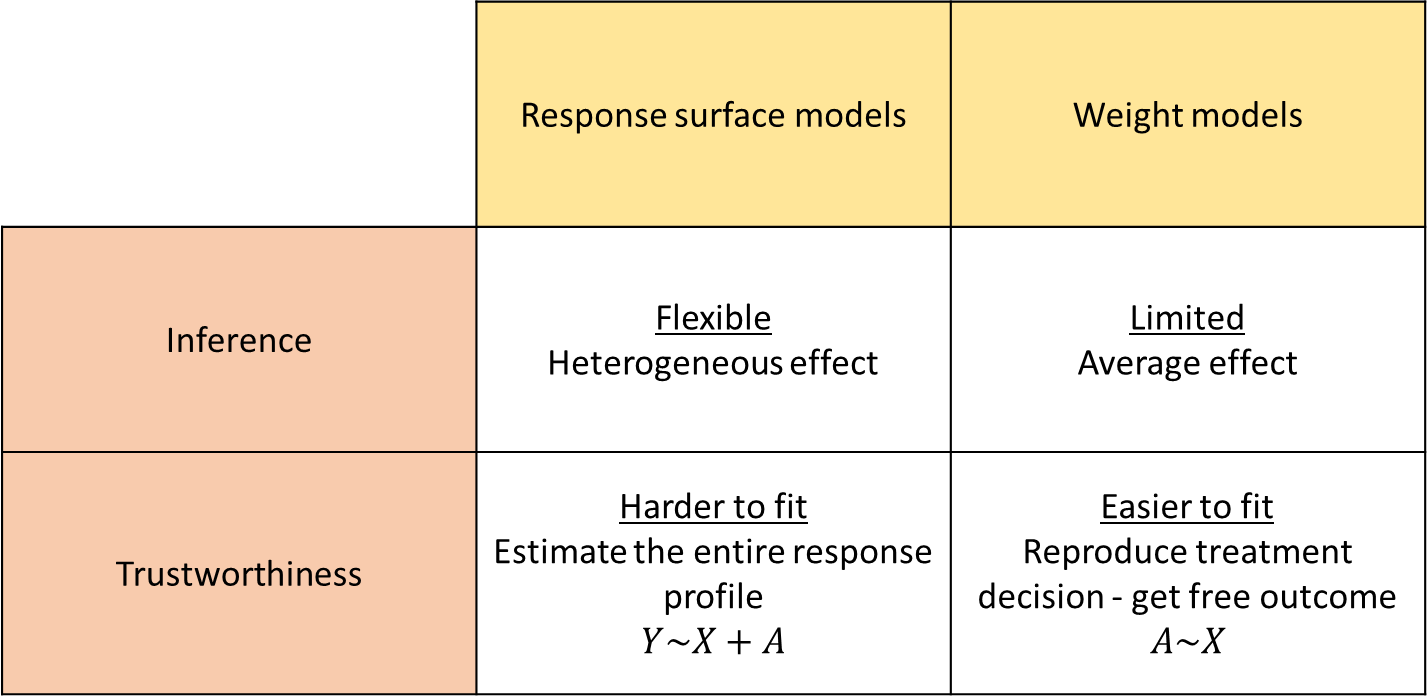 Response surface models
Weight models
Inference
Flexible
Heterogeneous effect
Limited
Average effect
Trustworthiness
Harder to fit
Estimate the entire response
profile
Y~X + A
Easier to fit
Reproduce treatment
decision - get free outcome
A~X